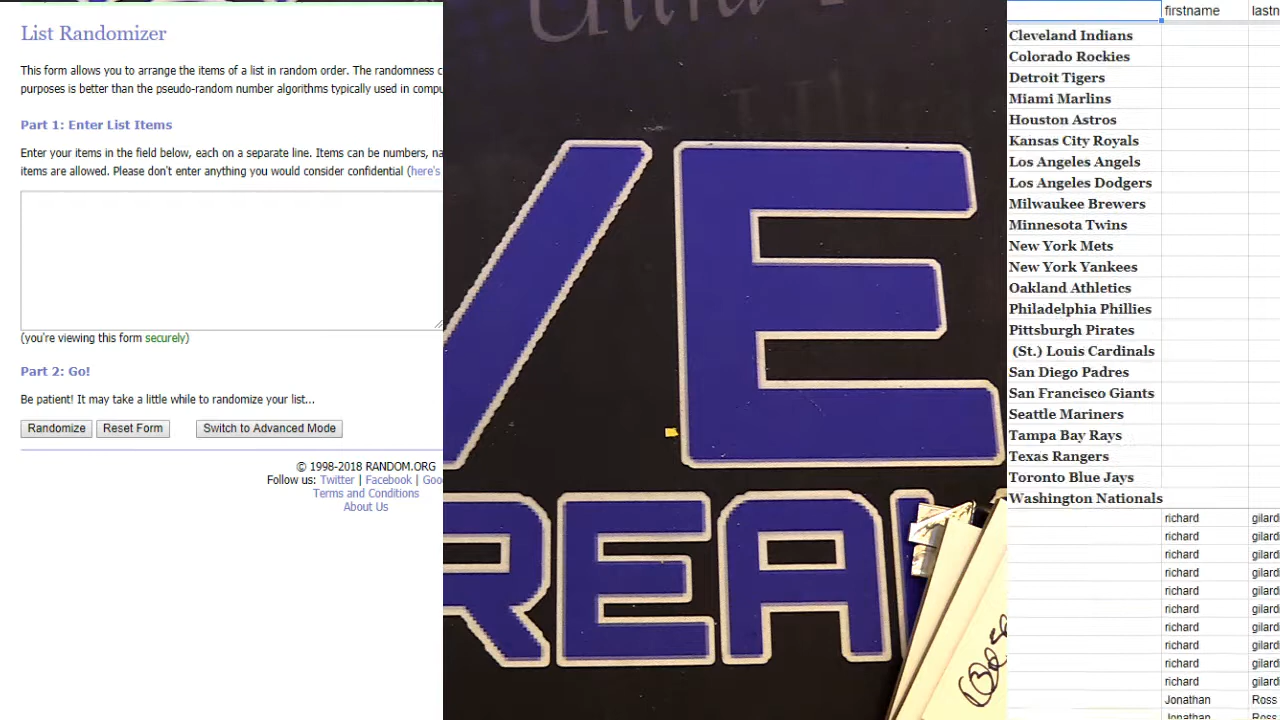 List Randomizer
This form allows you to arrange the items of a list in random order. The randomness c
purposes is better than the pseudo-random number algorithms typically used in compu
Part 1: Enter List Items
Enter your items in the field below, each on a separate line. Items can be numbers, na
items are allowed. Please don't enter anything you would consider confidential (here's
(you're viewing this form securely)
Part 2: Go!
Be patient! It may take a little while to randomize your list...
Randomize Reset Form Switch to Advanced Mode
© 1998-2018 RANDOM.ORG
Follow us: Twitter | Facebook | Goo
Terms and Conditions
About Us
VE
REA
firstname lastn
Cleveland Indians
Colorado Rockies
Detroit Tigers
Miami Marlins
Houston Astros
Kansas City Royals
Los Angeles Angels
Los Angeles Dodgers
Milwaukee Brewers
Minnesota Twins
New York Mets
New York Yankees
Oakland Athletics
Philadelphia Phillies
Pittsburgh Pirates
(St.) Louis Cardinals
San Diego Padres
San Francisco Giants
Seattle Mariners
Tampa Bay Rays
Texas Rangers
Toronto Blue Jays
Washington Nationals
richard gilard
richard gilard
richard gilard
richard gilard
richard gilard
richard gilard
richard gilard
richard gilard
richard gilard
richard gilard
Jonathan Ross
Jonathan Ross